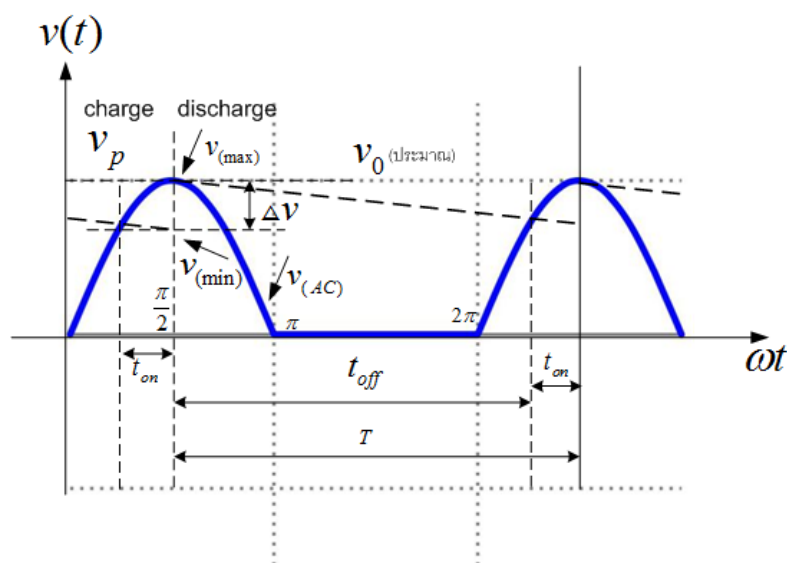 v(t)
charge discharge
v_p
v_(max)
v_0 (ประมาณ)
Δv
v_(min)
v_(AC)
π/2
π
2π
t_on
t_off
t_on
ωt
T